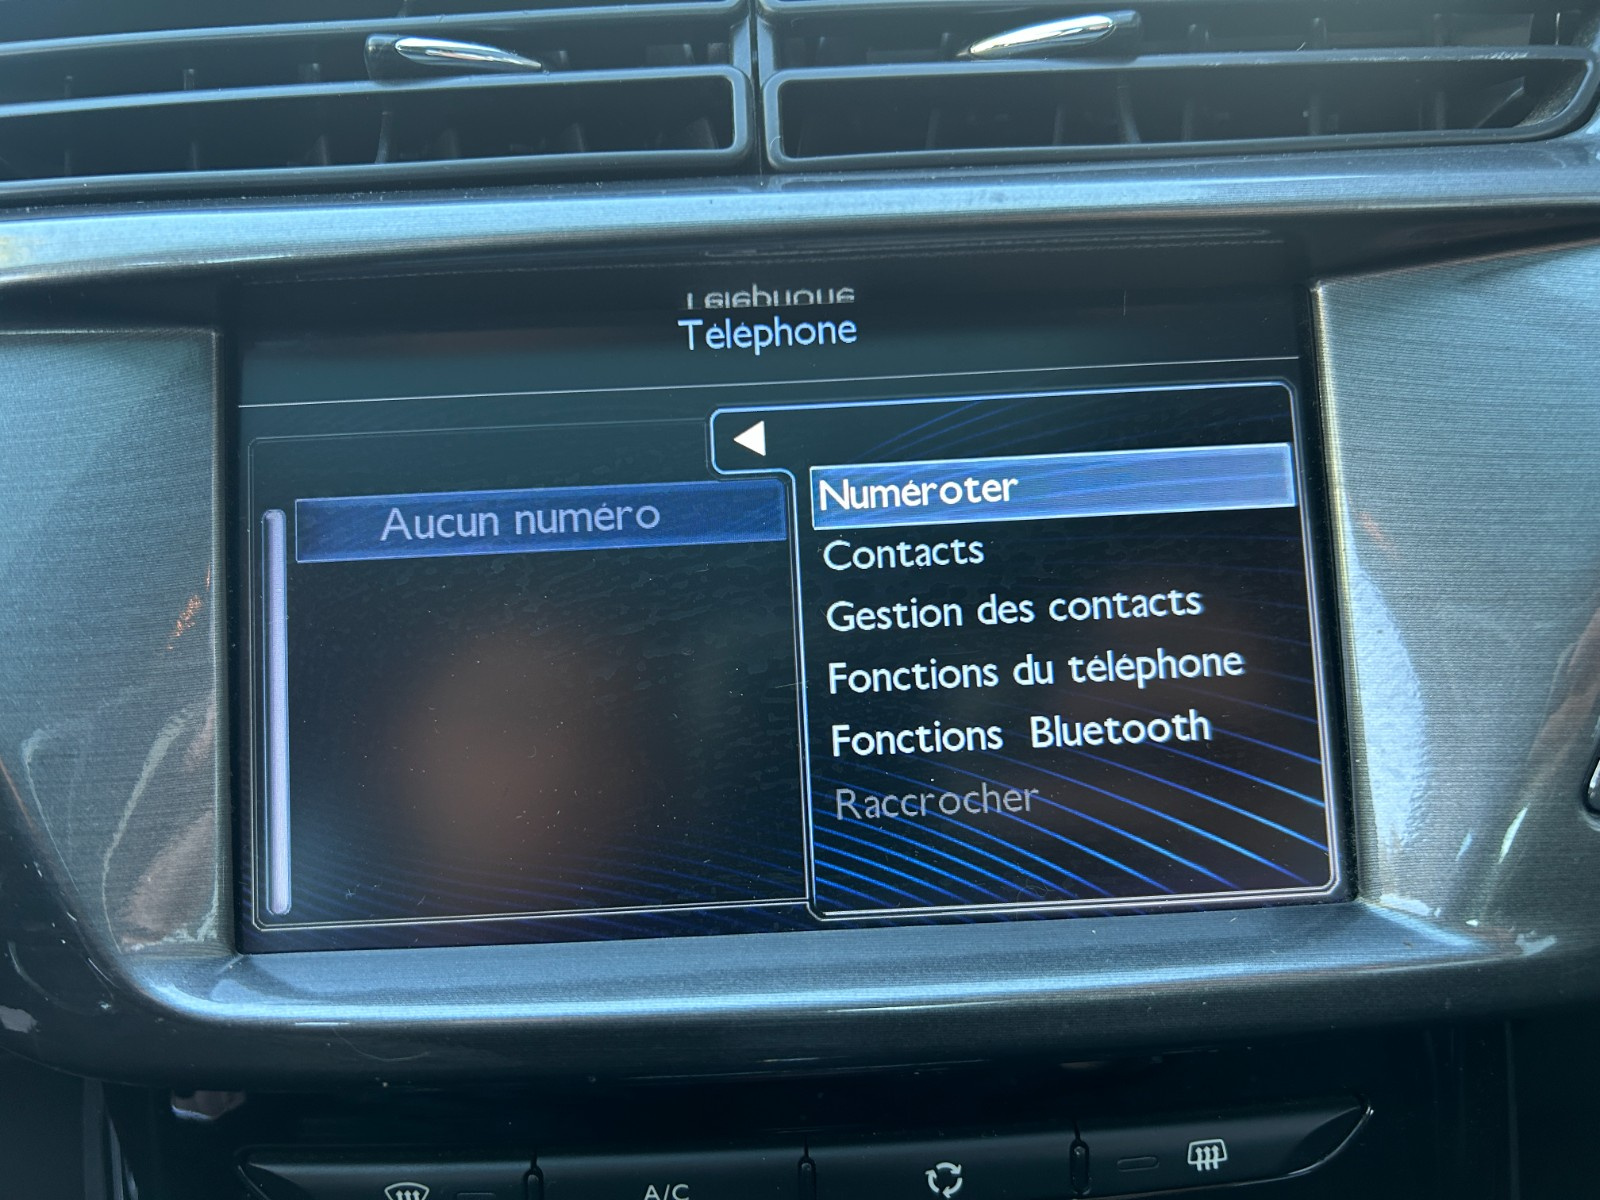 Téléphone
Aucun numéro
Numéroter
Contacts
Gestion des contacts
Fonctions du téléphone
Fonctions Bluetooth
Raccrocher
A/C